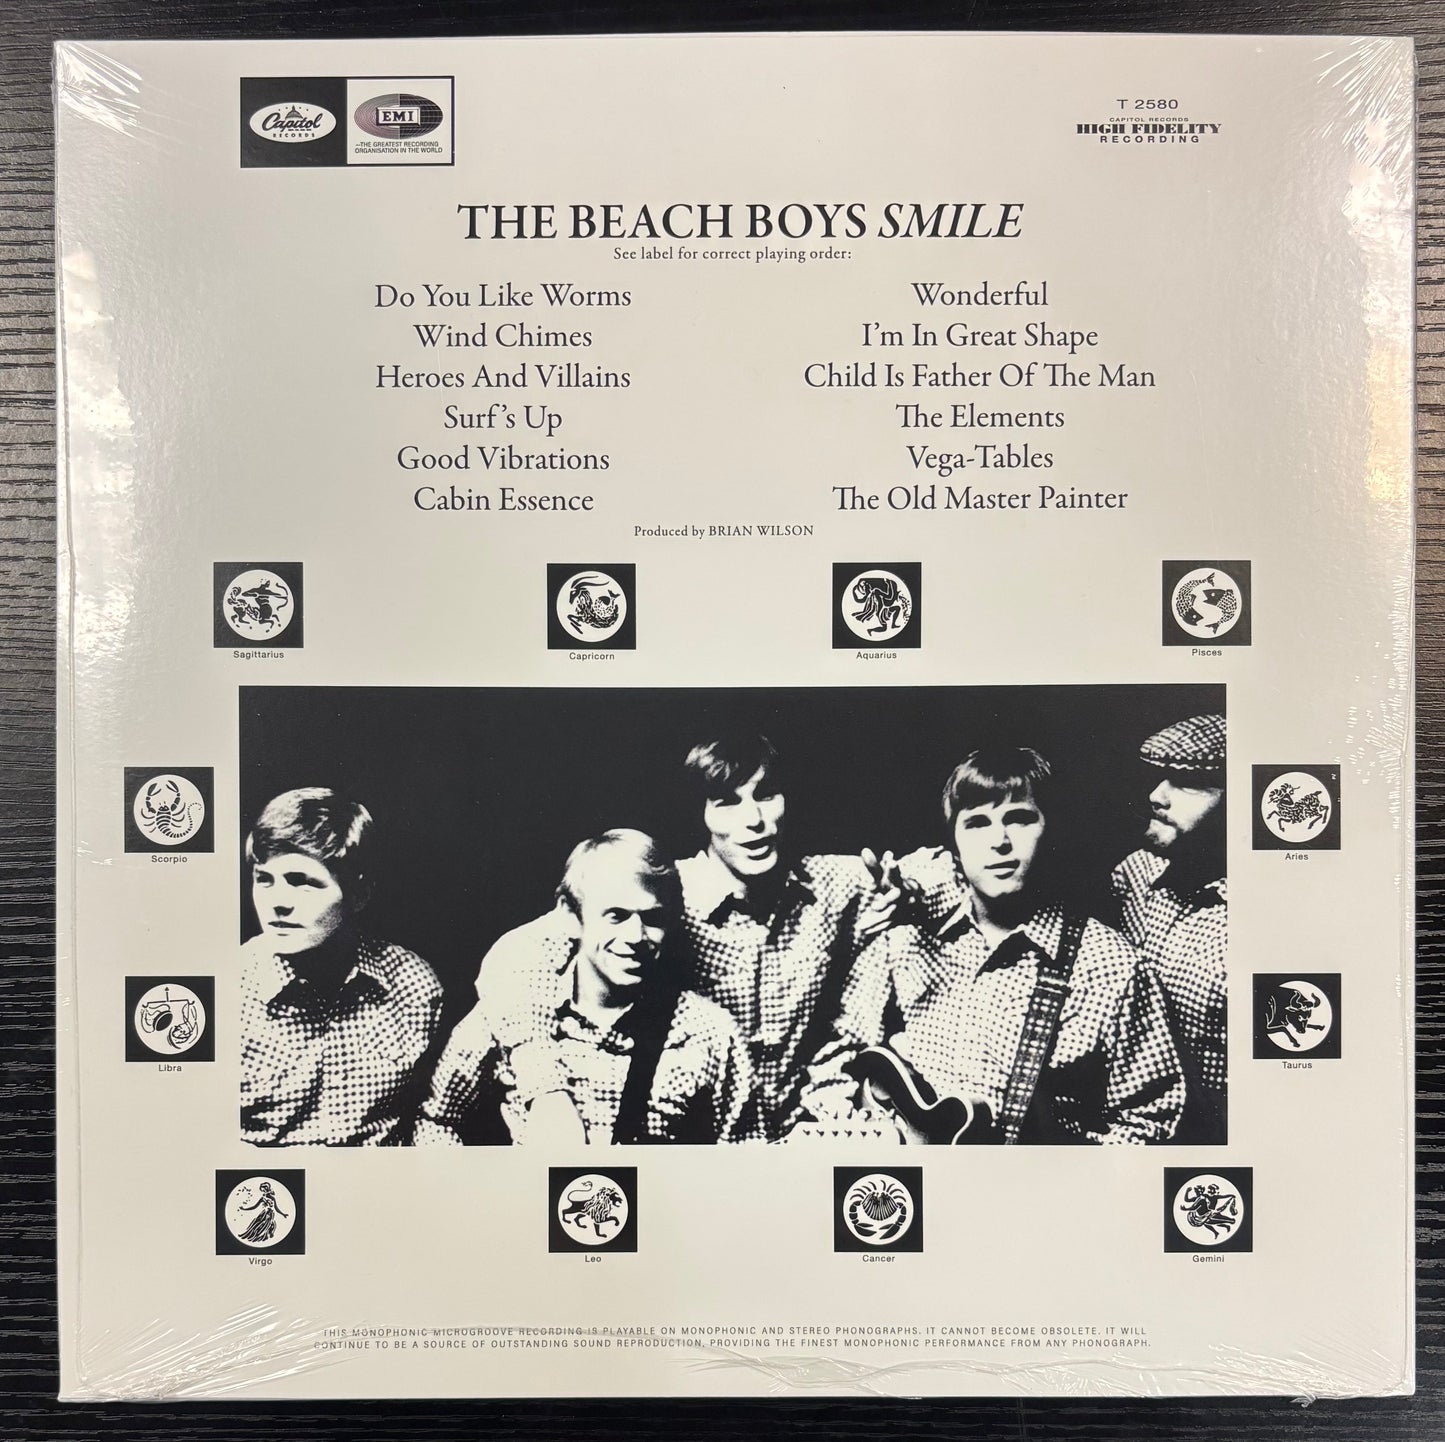 Capitol
RECORDS
EMI
—THE GREATEST RECORDING
ORGANISATION IN THE WORLD
T 2580
CAPITOL RECORDS
HIGH FIDELITY
RECORDING
THE BEACH BOYS SMILE
See label for correct playing order:
Do You Like Worms
Wind Chimes
Heroes And Villains
Surf's Up
Good Vibrations
Cabin Essence
Wonderful
I'm In Great Shape
Child Is Father Of The Man
The Elements
Vega-Tables
The Old Master Painter
Produced by BRIAN WILSON
Sagittarius
Capricorn
Aquarius
Pisces
Scorpio
Aries
Libra
Taurus
Virgo
Leo
Cancer
Gemini
THIS MONOPHONIC MICROGROOVE RECORDING IS PLAYABLE ON MONOPHONIC AND STEREO PHONOGRAPHS. IT CANNOT BECOME OBSOLETE. IT WILL
CONTINUE TO BE A SOURCE OF OUTSTANDING SOUND REPRODUCTION, PROVIDING THE FINEST MONOPHONIC PERFORMANCE FROM ANY PHONOGRAPH.